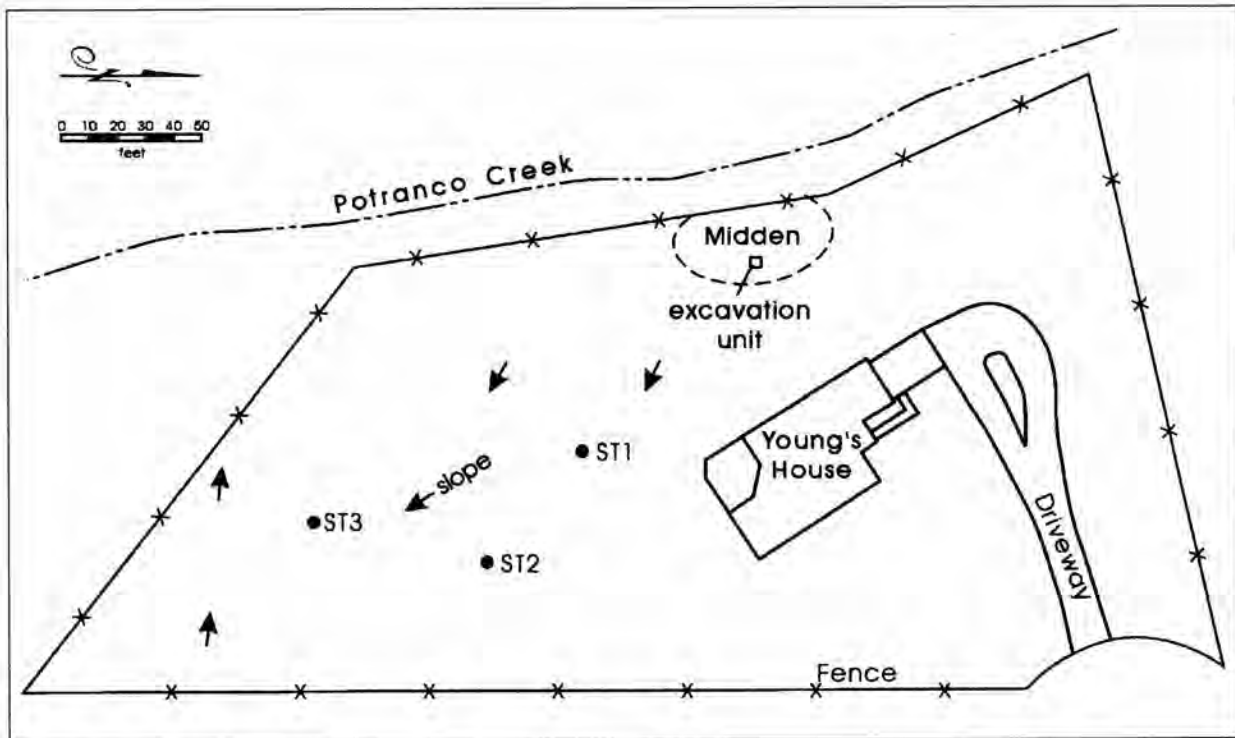 0 10 20 30 40 50
feet
Potranco Creek
Midden
excavation
unit
Young's
House
ST1
slope
ST3
ST2
Driveway
Fence